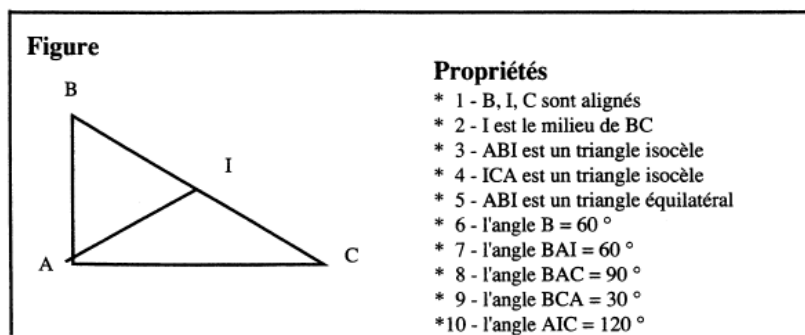 Figure
B
I
A
C
Propriétés
* 1 - B, I, C sont alignés
* 2 - I est le milieu de BC
* 3 - ABI est un triangle isocèle
* 4 - ICA est un triangle isocèle
* 5 - ABI est un triangle équilatéral
* 6 - l'angle B = 60 °
* 7 - l'angle BAI = 60 °
* 8 - l'angle BAC = 90 °
* 9 - l'angle BCA = 30 °
*10 - l'angle AIC = 120 °